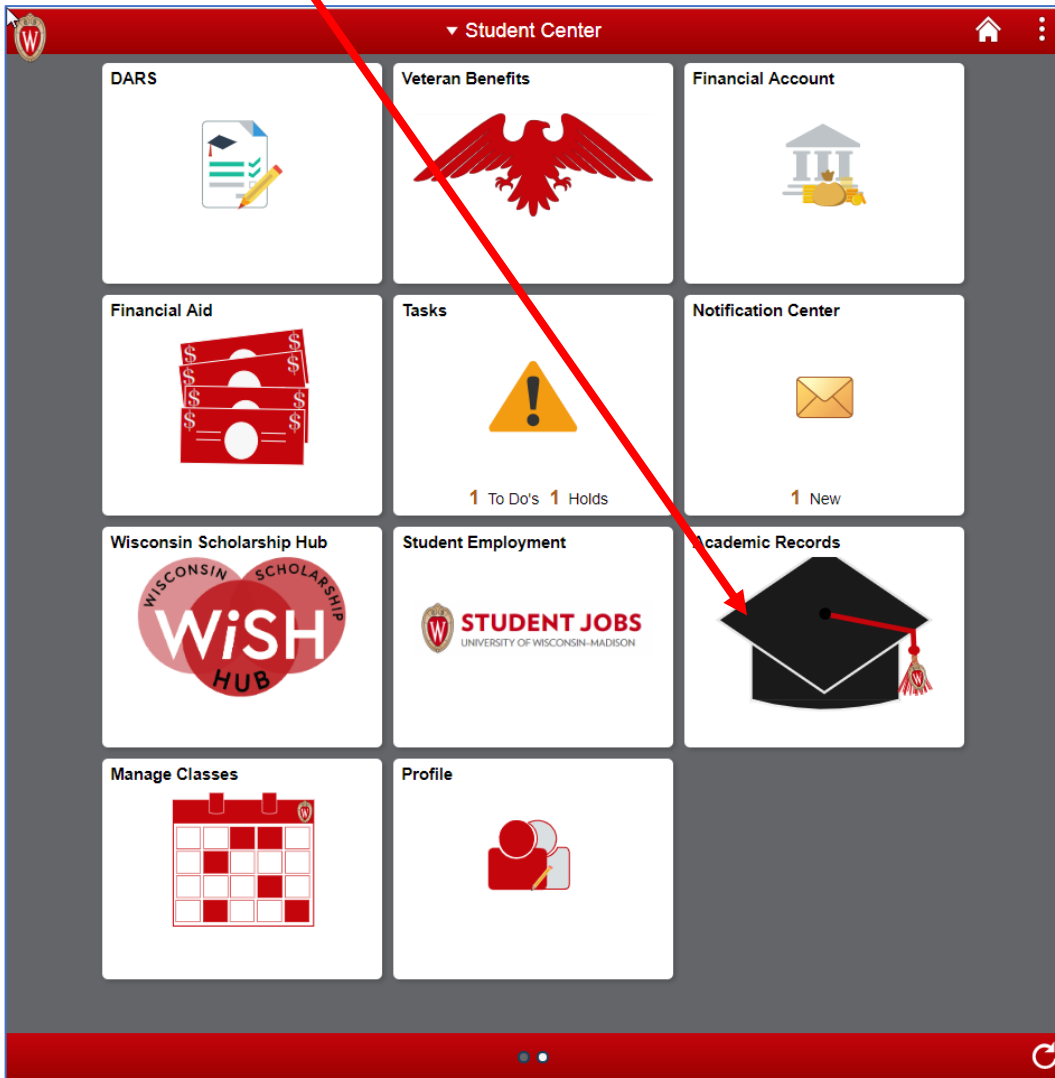 W
▾ Student Center
DARS
Veteran Benefits
Financial Account
Financial Aid
$ $
$ $
$ $
$ $
Tasks
1 To Do's 1 Holds
Notification Center
1 New
Wisconsin Scholarship Hub
WISCONSIN SCHOLARSHIP
WiSH
HUB
Student Employment
W STUDENT JOBS
UNIVERSITY OF WISCONSIN–MADISON
Academic Records
W
Manage Classes
W
Profile